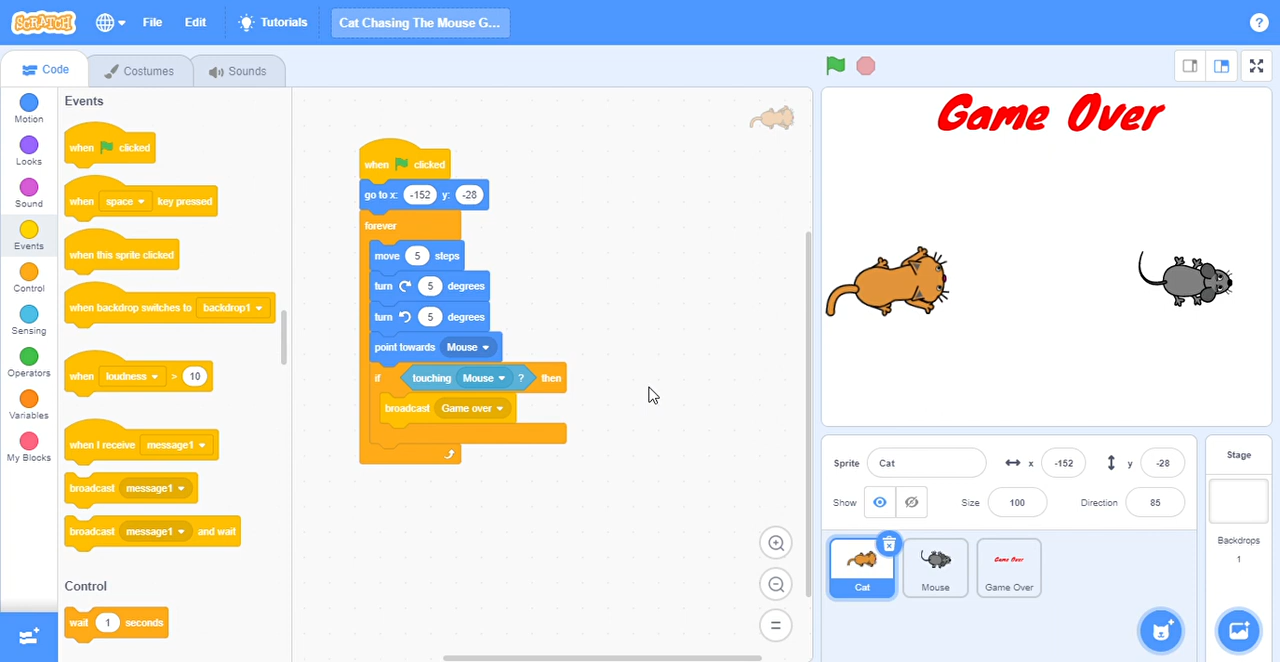 SCRATCH File Edit Tutorials Cat Chasing The Mouse G... ?
Code Costumes Sounds
Motion
Looks
Sound
Events
Control
Sensing
Operators
Variables
My Blocks
Events
when clicked
when space key pressed
when this sprite clicked
when backdrop switches to backdrop1
when loudness > 10
when I receive message1
broadcast message1
broadcast message1 and wait
Control
wait 1 seconds
when clicked
go to x: -152 y: -28
forever
move 5 steps
turn 5 degrees
turn 5 degrees
point towards Mouse
if touching Mouse ? then
broadcast Game over
Game Over
Sprite Cat x -152 y -28
Show Size 100 Direction 85
Cat Mouse Game Over
Game Over
Stage
Backdrops
1